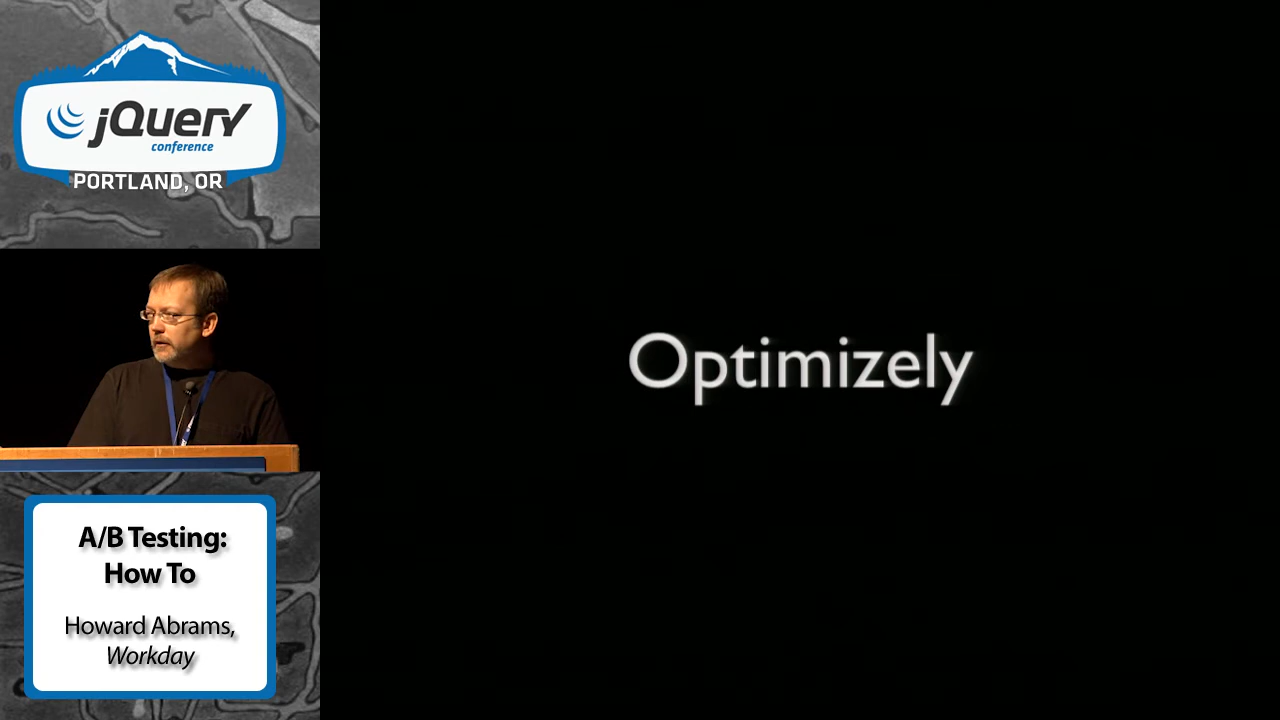 jQuery
conference
PORTLAND, OR
Optimizely
A/B Testing:
How To
Howard Abrams,
Workday